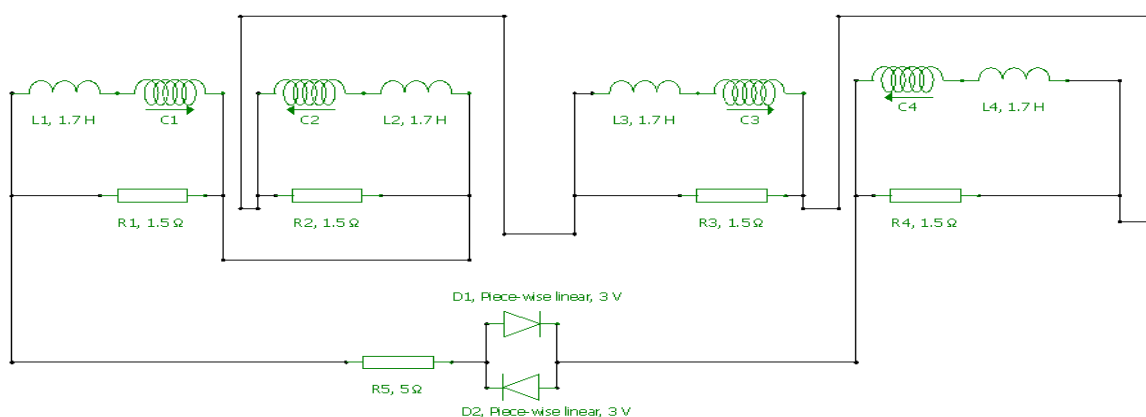 L1, 1.7 H
C1
C2
L2, 1.7 H
L3, 1.7 H
C3
C4
L4, 1.7 H
R1, 1.5 Ω
R2, 1.5 Ω
R3, 1.5 Ω
R4, 1.5 Ω
D1, Piece-wise linear, 3 V
R5, 5 Ω
D2, Piece-wise linear, 3 V